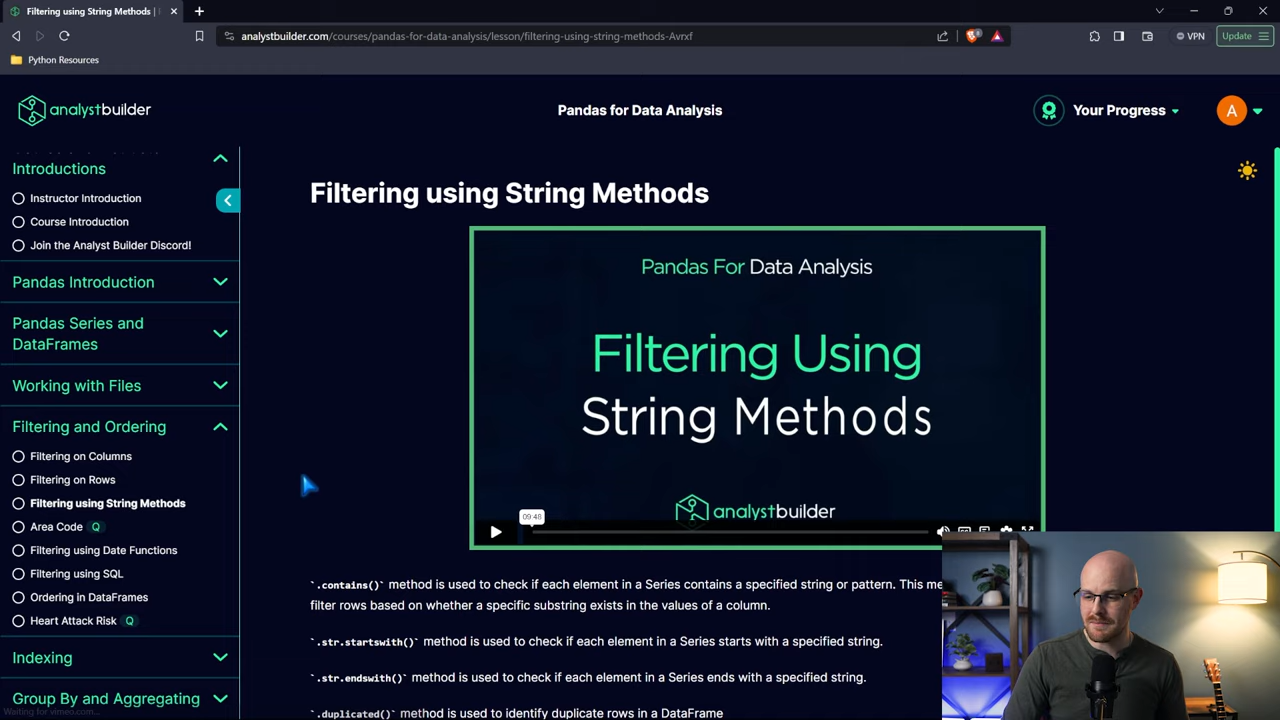 Filtering using String Methods |
analystbuilder.com/courses/pandas-for-data-analysis/lesson/filtering-using-string-methods-Avrxf
VPN
Update
Python Resources
analystbuilder
Pandas for Data Analysis
Your Progress
A
Introductions
Instructor Introduction
Course Introduction
Join the Analyst Builder Discord!
Pandas Introduction
Pandas Series and
DataFrames
Working with Files
Filtering and Ordering
Filtering on Columns
Filtering on Rows
Filtering using String Methods
Area Code Q
Filtering using Date Functions
Filtering using SQL
Ordering in DataFrames
Heart Attack Risk Q
Indexing
Group By and Aggregating
Waiting for vimeo.com...
Filtering using String Methods
Pandas For Data Analysis
Filtering Using
String Methods
analystbuilder
09:48
`.contains()` method is used to check if each element in a Series contains a specified string or pattern. This me
filter rows based on whether a specific substring exists in the values of a column.
`.str.startswith()` method is used to check if each element in a Series starts with a specified string.
`.str.endswith()` method is used to check if each element in a Series ends with a specified string.
`.duplicated()` method is used to identify duplicate rows in a DataFrame